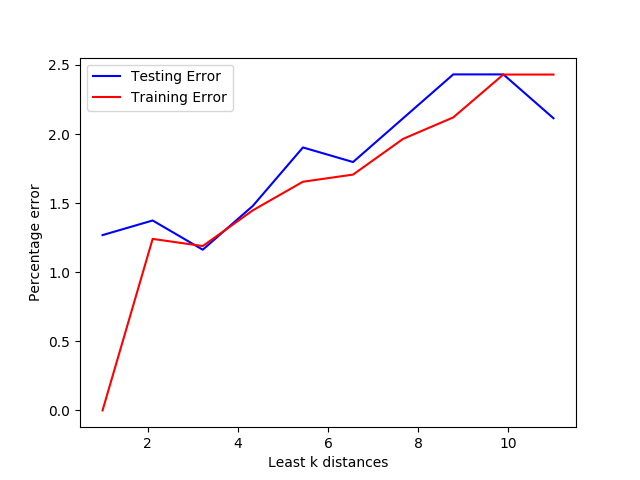 Testing Error
Training Error
2.5
2.0
1.5
1.0
0.5
0.0
Percentage error
2 4 6 8 10
Least k distances